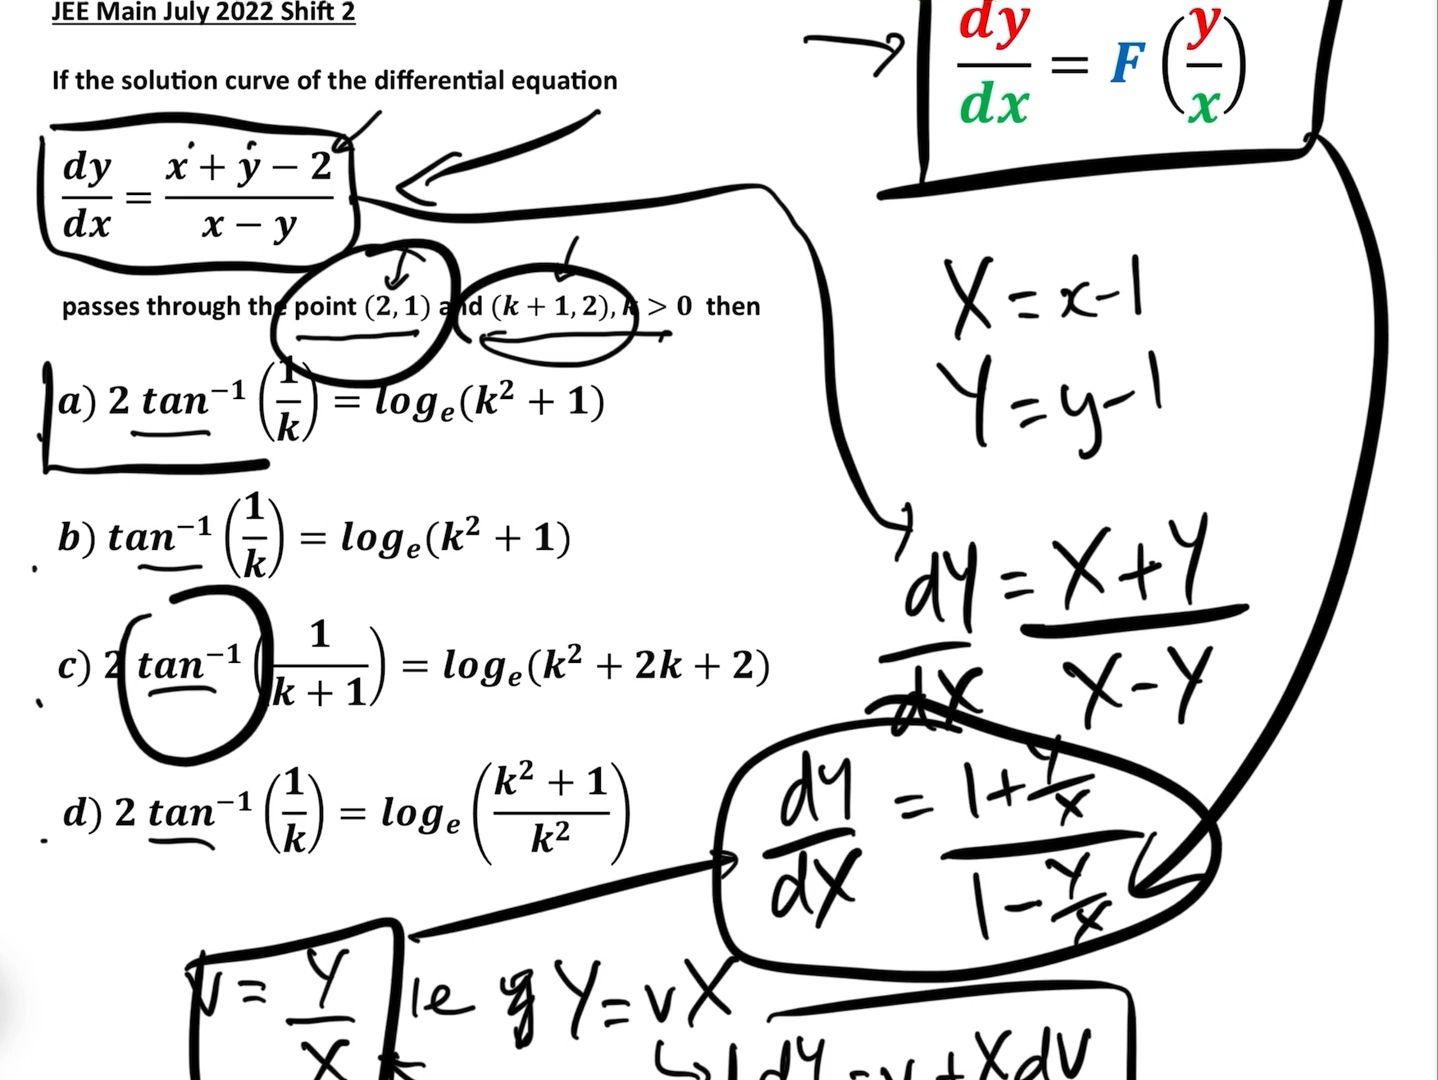 JEE Main July 2022 Shift 2
If the solution curve of the differential equation
dy/dx = (x + y − 2)/(x − y)
passes through the point (2, 1) and (k + 1, 2), k > 0 then
a) 2 tan⁻¹(1/k) = logₑ(k² + 1)
b) tan⁻¹(1/k) = logₑ(k² + 1)
c) 2 tan⁻¹(1/(k + 1)) = logₑ(k² + 2k + 2)
d) 2 tan⁻¹(1/k) = logₑ((k² + 1)/k²)
dy/dx = F(y/x)
X = x-1
Y = y-1
dY/dX = (X+Y)/(X-Y)
dY/dX = (1+Y/X)/(1-Y/X)
v = Y/X ie Y = vX
dY = v + X dv